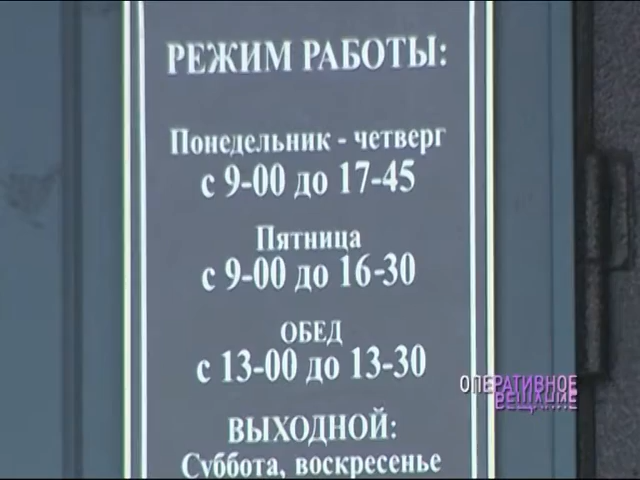 РЕЖИМ РАБОТЫ:
Понедельник - четверг
с 9-00 до 17-45
Пятница
с 9-00 до 16-30
ОБЕД
с 13-00 до 13-30
ОПЕРАТИВНОЕ
ВЕЩАНИЕ
ВЫХОДНОЙ:
Суббота, воскресенье